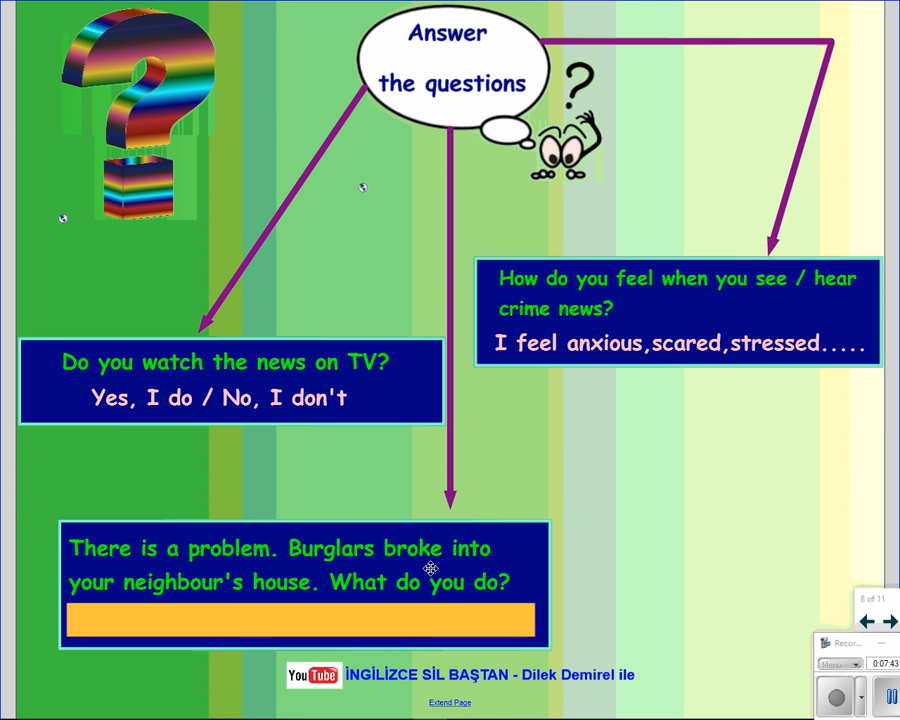 Answer
the questions
How do you feel when you see / hear
crime news?
I feel anxious,scared,stressed.....
Do you watch the news on TV?
Yes, I do / No, I don't
There is a problem. Burglars broke into
your neighbour's house. What do you do?
8 of 11
Recor...
Menu
0:07:43
YouTube İNGİLİZCE SİL BAŞTAN - Dilek Demirel ile
Extend Page